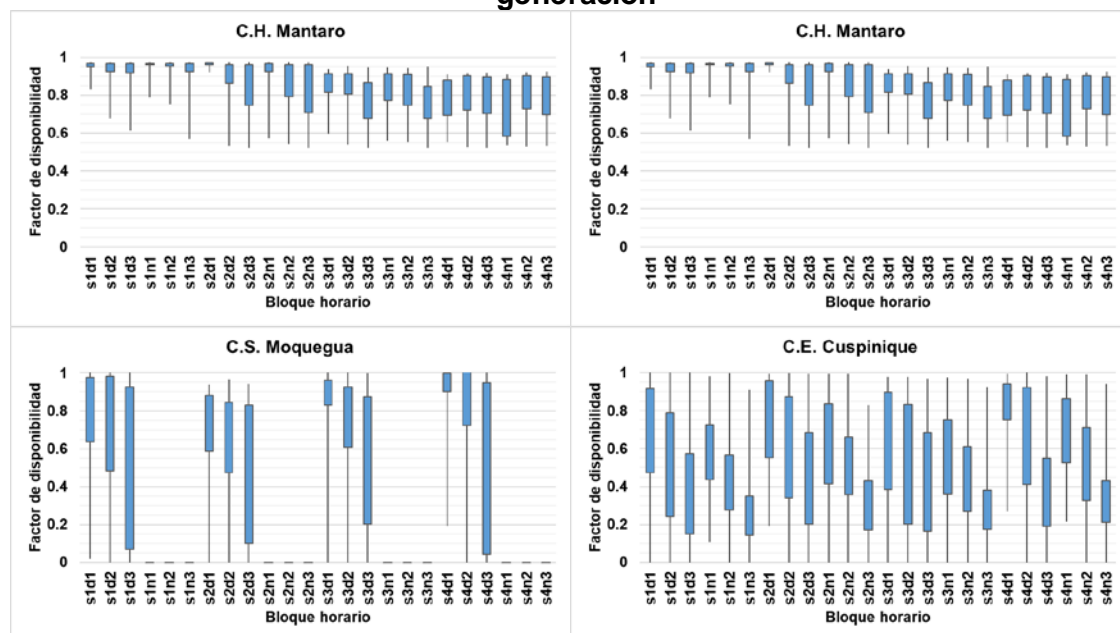 generación
C.H. Mantaro
Factor de disponibilidad
1
0.8
0.6
0.4
0.2
0
s1d1 s1d2 s1d3 s1n1 s1n2 s1n3 s2d1 s2d2 s2d3 s2n1 s2n2 s2n3 s3d1 s3d2 s3d3 s3n1 s3n2 s3n3 s4d1 s4d2 s4d3 s4n1 s4n2 s4n3
Bloque horario
C.H. Mantaro
Factor de disponibilidad
1
0.8
0.6
0.4
0.2
0
s1d1 s1d2 s1d3 s1n1 s1n2 s1n3 s2d1 s2d2 s2d3 s2n1 s2n2 s2n3 s3d1 s3d2 s3d3 s3n1 s3n2 s3n3 s4d1 s4d2 s4d3 s4n1 s4n2 s4n3
Bloque horario
C.S. Moquegua
Factor de disponibilidad
1
0.8
0.6
0.4
0.2
0
s1d1 s1d2 s1d3 s1n1 s1n2 s1n3 s2d1 s2d2 s2d3 s2n1 s2n2 s2n3 s3d1 s3d2 s3d3 s3n1 s3n2 s3n3 s4d1 s4d2 s4d3 s4n1 s4n2 s4n3
Bloque horario
C.E. Cuspinique
Factor de disponibilidad
1
0.8
0.6
0.4
0.2
0
s1d1 s1d2 s1d3 s1n1 s1n2 s1n3 s2d1 s2d2 s2d3 s2n1 s2n2 s2n3 s3d1 s3d2 s3d3 s3n1 s3n2 s3n3 s4d1 s4d2 s4d3 s4n1 s4n2 s4n3
Bloque horario